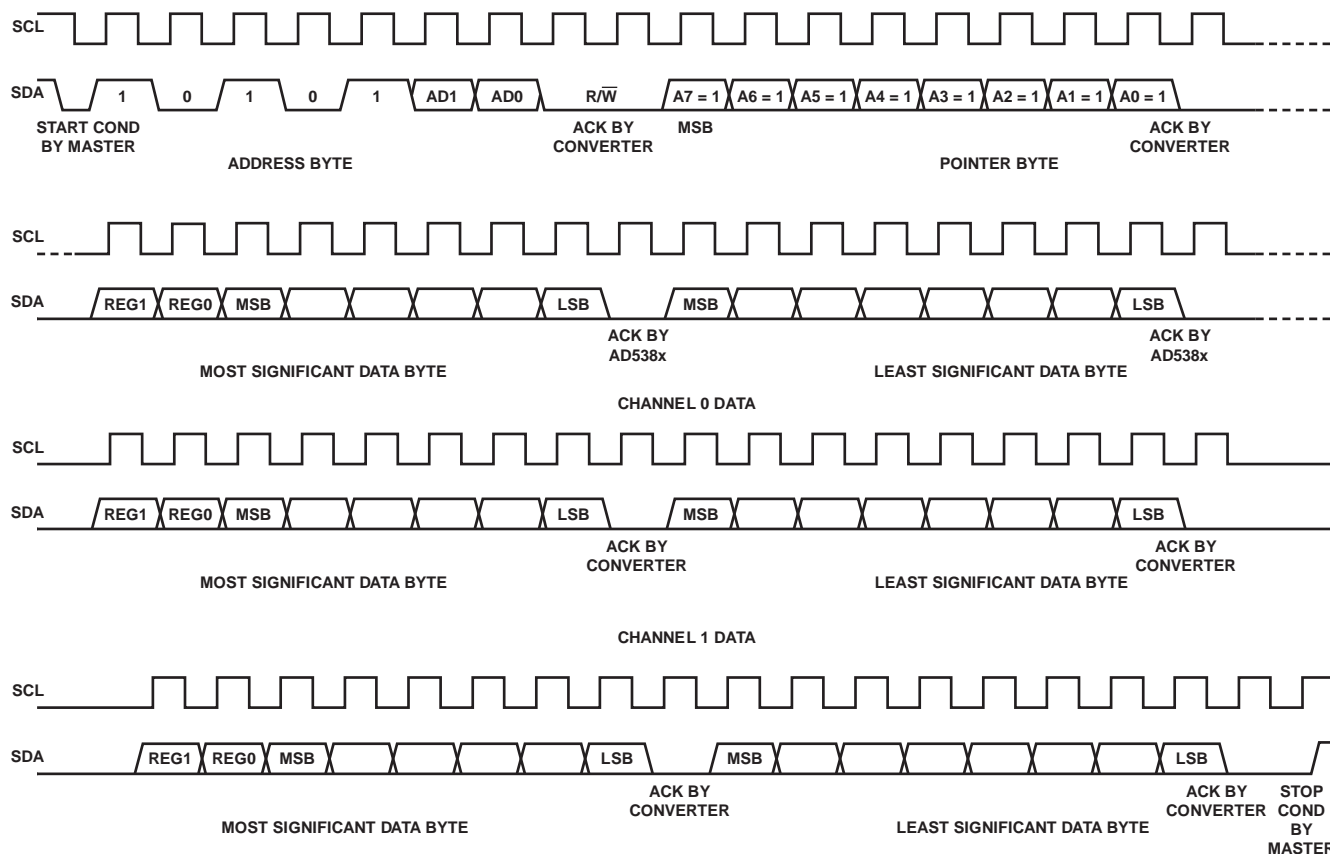 SCL
SDA 1 0 1 0 1 AD1 AD0 R/W̅ A7 = 1 A6 = 1 A5 = 1 A4 = 1 A3 = 1 A2 = 1 A1 = 1 A0 = 1
START COND BY MASTER
ACK BY CONVERTER
MSB
ACK BY CONVERTER
ADDRESS BYTE
POINTER BYTE
SCL
SDA REG1 REG0 MSB LSB MSB LSB
ACK BY AD538x
ACK BY AD538x
MOST SIGNIFICANT DATA BYTE
LEAST SIGNIFICANT DATA BYTE
CHANNEL 0 DATA
SCL
SDA REG1 REG0 MSB LSB MSB LSB
ACK BY CONVERTER
ACK BY CONVERTER
MOST SIGNIFICANT DATA BYTE
LEAST SIGNIFICANT DATA BYTE
CHANNEL 1 DATA
SCL
SDA REG1 REG0 MSB LSB MSB LSB
ACK BY CONVERTER
ACK BY CONVERTER
STOP COND BY MASTER
MOST SIGNIFICANT DATA BYTE
LEAST SIGNIFICANT DATA BYTE